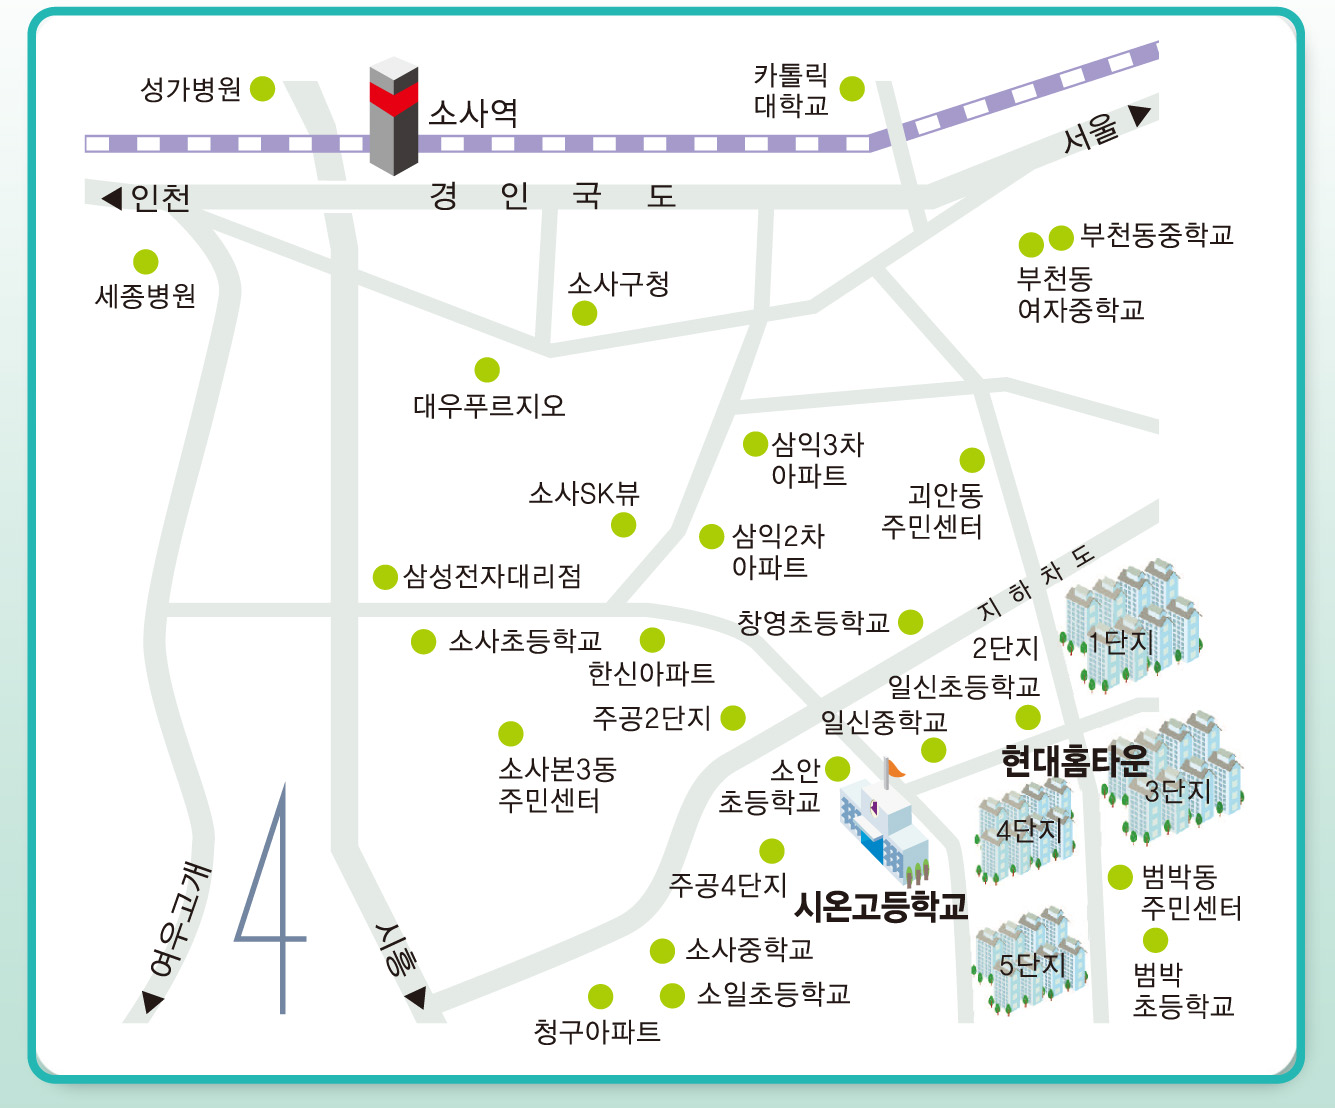 성가병원
소사역
카톨릭
대학교
서울
인천
경 인 국 도
세종병원
소사구청
부천동중학교
부천동
여자중학교
대우푸르지오
삼익3차
아파트
소사SK뷰
괴안동
주민센터
삼익2차
아파트
삼성전자대리점
지하차도
창영초등학교
소사초등학교
한신아파트
2단지
1단지
일신초등학교
주공2단지
일신중학교
소사본3동
주민센터
소안
초등학교
현대홈타운
3단지
4단지
주공4단지
시온고등학교
범박동
주민센터
여우고개
시흥
소사중학교
5단지
범박
초등학교
소일초등학교
청구아파트